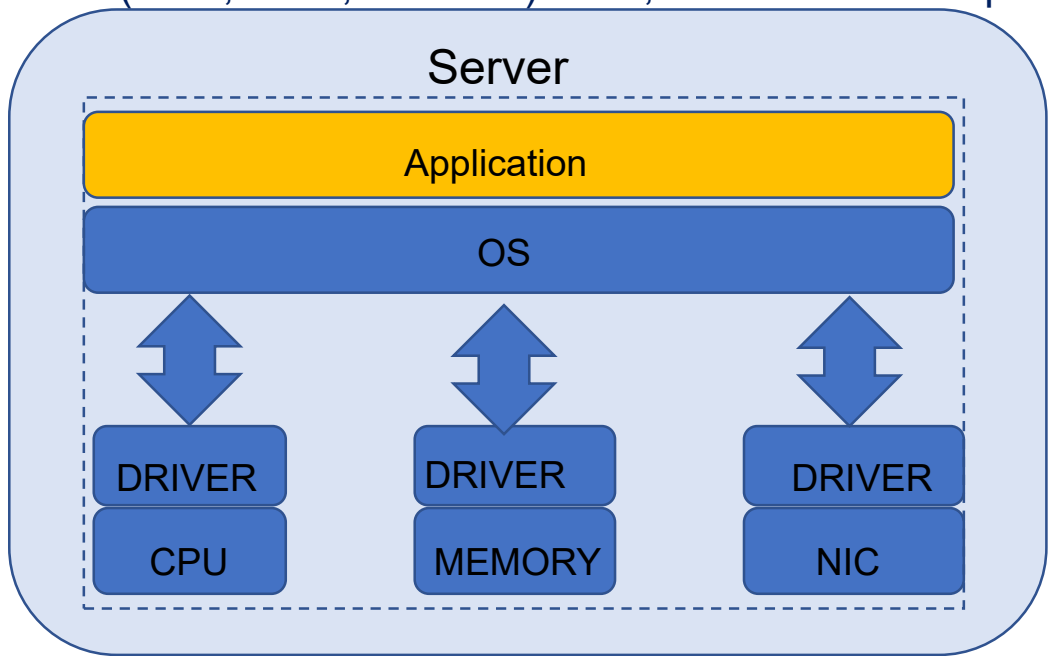 Server
Application
OS
DRIVER DRIVER DRIVER
CPU MEMORY NIC